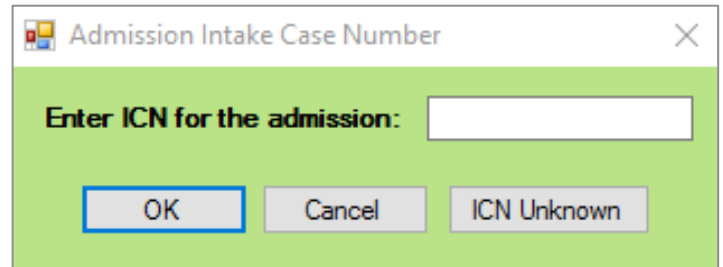 Admission Intake Case Number
Enter ICN for the admission:
OK Cancel ICN Unknown